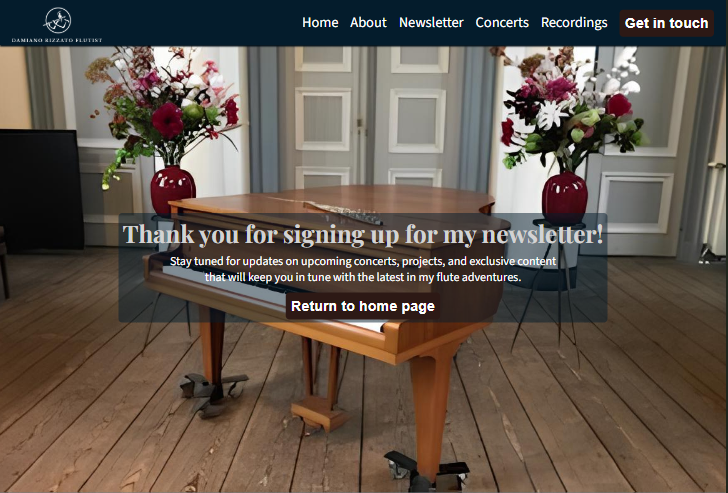 DAMIANO RIZZATO FLUTIST
Home About Newsletter Concerts Recordings Get in touch
Thank you for signing up for my newsletter!
Stay tuned for updates on upcoming concerts, projects, and exclusive content
that will keep you in tune with the latest in my flute adventures.
Return to home page